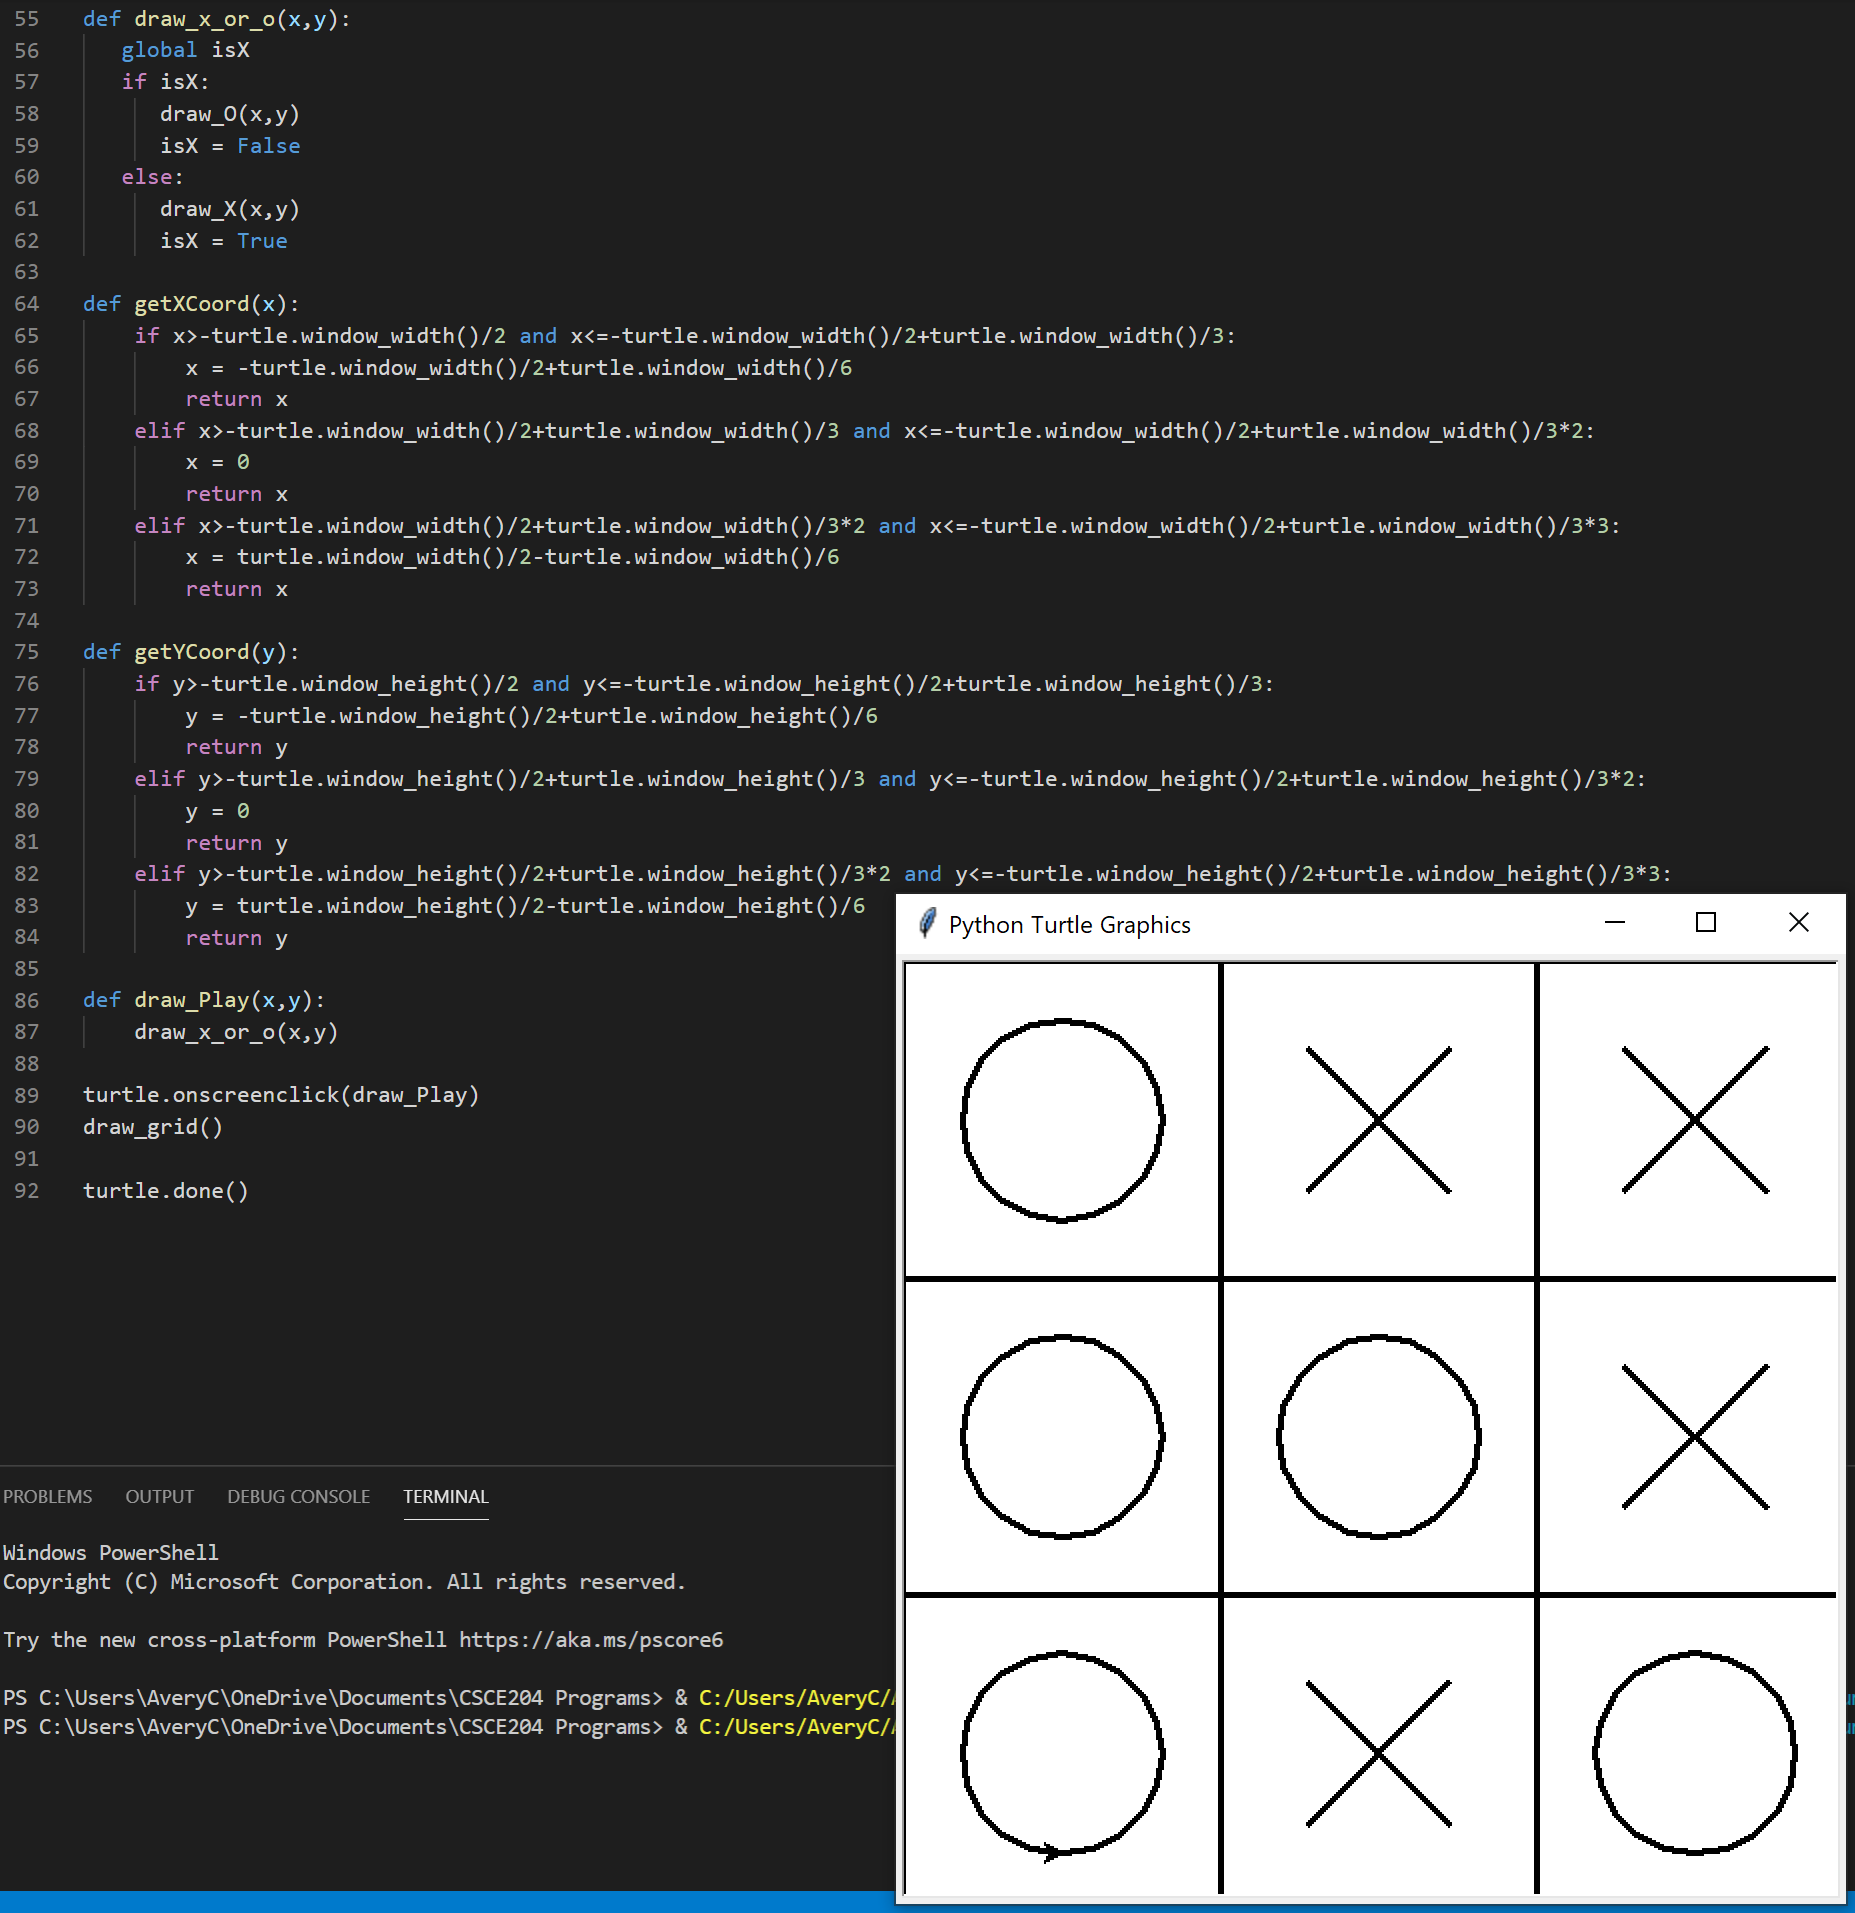 55 def draw_x_or_o(x,y):
56 global isX
57 if isX:
58 draw_O(x,y)
59 isX = False
60 else:
61 draw_X(x,y)
62 isX = True
63
64 def getXCoord(x):
65 if x>-turtle.window_width()/2 and x<=-turtle.window_width()/2+turtle.window_width()/3:
66 x = -turtle.window_width()/2+turtle.window_width()/6
67 return x
68 elif x>-turtle.window_width()/2+turtle.window_width()/3 and x<=-turtle.window_width()/2+turtle.window_width()/3*2:
69 x = 0
70 return x
71 elif x>-turtle.window_width()/2+turtle.window_width()/3*2 and x<=-turtle.window_width()/2+turtle.window_width()/3*3:
72 x = turtle.window_width()/2-turtle.window_width()/6
73 return x
74
75 def getYCoord(y):
76 if y>-turtle.window_height()/2 and y<=-turtle.window_height()/2+turtle.window_height()/3:
77 y = -turtle.window_height()/2+turtle.window_height()/6
78 return y
79 elif y>-turtle.window_height()/2+turtle.window_height()/3 and y<=-turtle.window_height()/2+turtle.window_height()/3*2:
80 y = 0
81 return y
82 elif y>-turtle.window_height()/2+turtle.window_height()/3*2 and y<=-turtle.window_height()/2+turtle.window_height()/3*3:
83 y = turtle.window_height()/2-turtle.window_height()/6
84 return y
85
86 def draw_Play(x,y):
87 draw_x_or_o(x,y)
88
89 turtle.onscreenclick(draw_Play)
90 draw_grid()
91
92 turtle.done()
Python Turtle Graphics
PROBLEMS OUTPUT DEBUG CONSOLE TERMINAL
Windows PowerShell
Copyright (C) Microsoft Corporation. All rights reserved.
Try the new cross-platform PowerShell https://aka.ms/pscore6
PS C:\Users\AveryC\OneDrive\Documents\CSCE204 Programs> & C:/Users/AveryC/
PS C:\Users\AveryC\OneDrive\Documents\CSCE204 Programs> & C:/Users/AveryC/